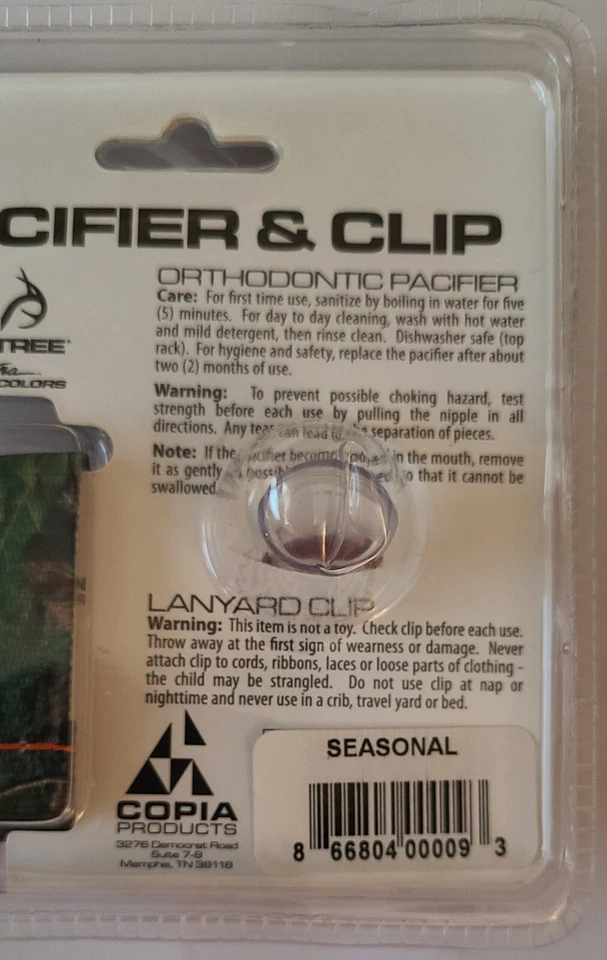 CIFIER & CLIP
ORTHODONTIC PACIFIER
Care: For first time use, sanitize by boiling in water for five
(5) minutes. For day to day cleaning, wash with hot water
and mild detergent, then rinse clean. Dishwasher safe (top
rack). For hygiene and safety, replace the pacifier after about
two (2) months of use.
TREE
COLORS
Warning: To prevent possible choking hazard, test
strength before each use by pulling the nipple in all
directions. Any tear can lead to the separation of pieces.
Note: If the in the mouth, remove
it as gently so that it cannot be
swallowed.
LANYARD CLIP
Warning: This item is not a toy. Check clip before each use.
Throw away at the first sign of wearness or damage. Never
attach clip to cords, ribbons, laces or loose parts of clothing -
the child may be strangled. Do not use clip at nap or
nighttime and never use in a crib, travel yard or bed.
COPIA
PRODUCTS
3276 Democrat Road
Suite 7-8
Memphis, TN 38118
SEASONAL
8 66804 00009 3